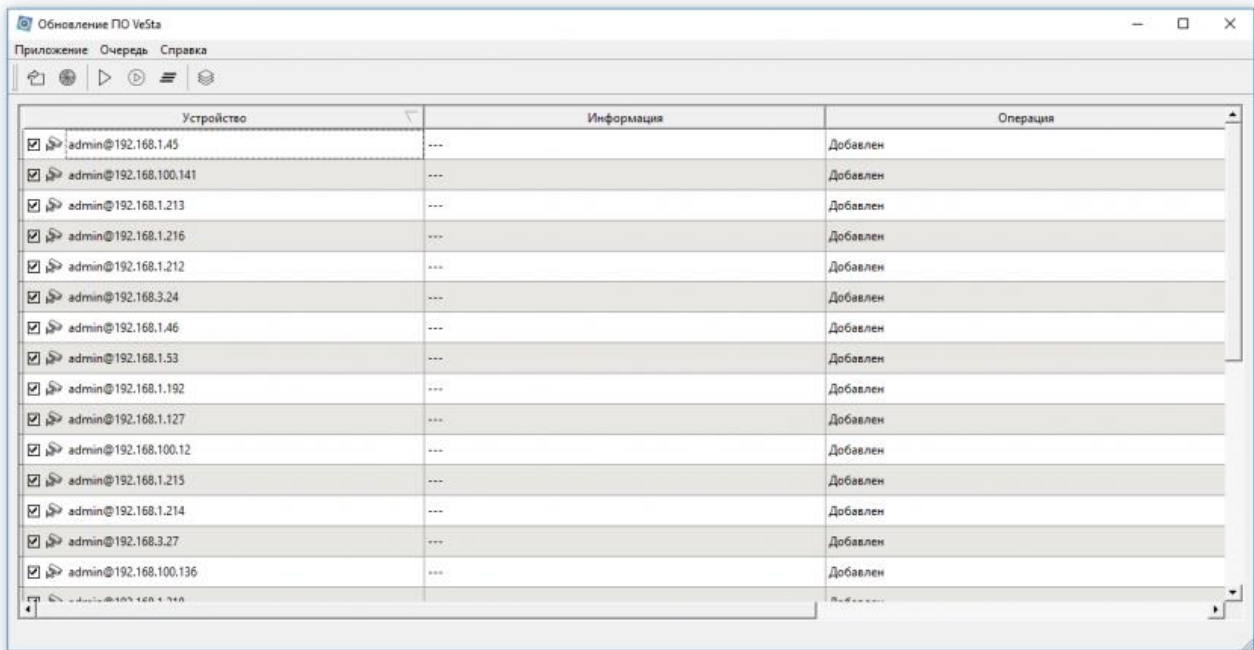 Обновление ПО VeSta
Приложение Очередь Справка
Устройство Информация Операция
admin@192.168.1.45 --- Добавлен
admin@192.168.100.141 --- Добавлен
admin@192.168.1.213 --- Добавлен
admin@192.168.1.216 --- Добавлен
admin@192.168.1.212 --- Добавлен
admin@192.168.3.24 --- Добавлен
admin@192.168.1.46 --- Добавлен
admin@192.168.1.53 --- Добавлен
admin@192.168.1.192 --- Добавлен
admin@192.168.1.127 --- Добавлен
admin@192.168.100.12 --- Добавлен
admin@192.168.1.215 --- Добавлен
admin@192.168.1.214 --- Добавлен
admin@192.168.3.27 --- Добавлен
admin@192.168.100.136 --- Добавлен